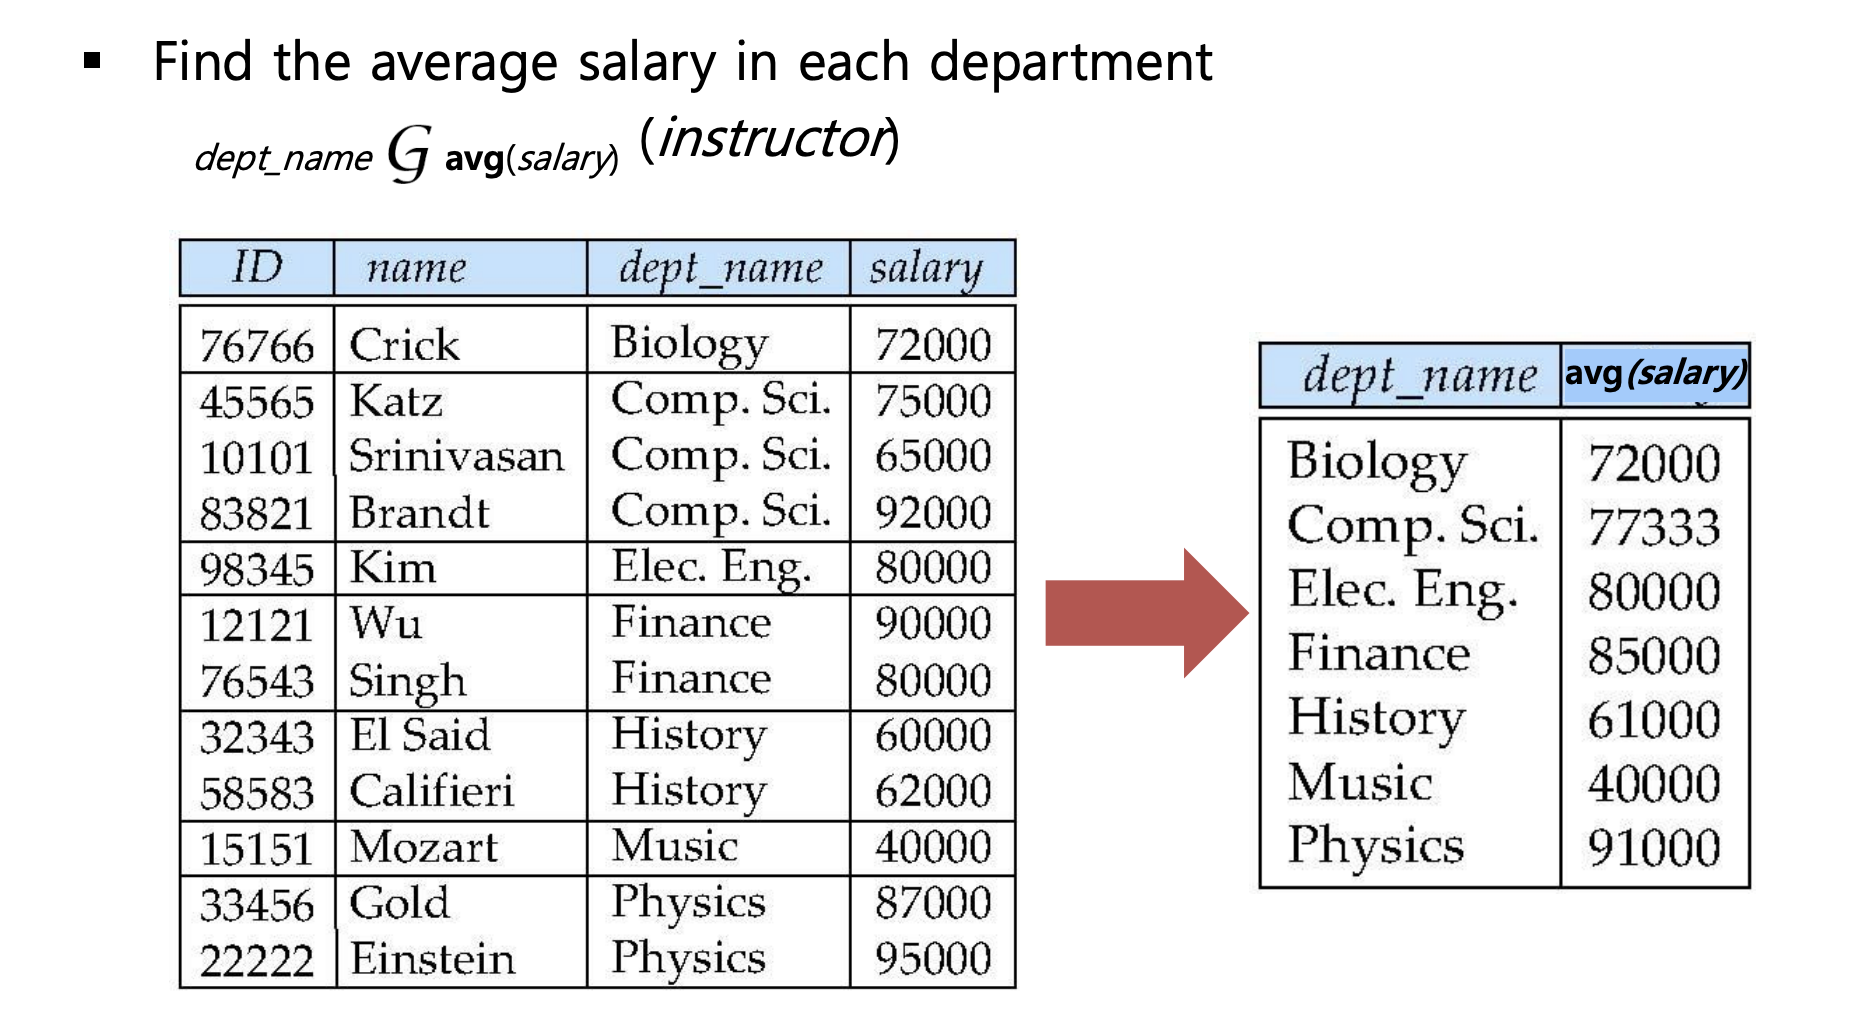 ▪ Find the average salary in each department
dept_name 𝒢 avg(salary) (instructor)
ID name dept_name salary
76766 Crick Biology 72000
45565 Katz Comp. Sci. 75000
10101 Srinivasan Comp. Sci. 65000
83821 Brandt Comp. Sci. 92000
98345 Kim Elec. Eng. 80000
12121 Wu Finance 90000
76543 Singh Finance 80000
32343 El Said History 60000
58583 Califieri History 62000
15151 Mozart Music 40000
33456 Gold Physics 87000
22222 Einstein Physics 95000
dept_name avg(salary)
Biology 72000
Comp. Sci. 77333
Elec. Eng. 80000
Finance 85000
History 61000
Music 40000
Physics 91000